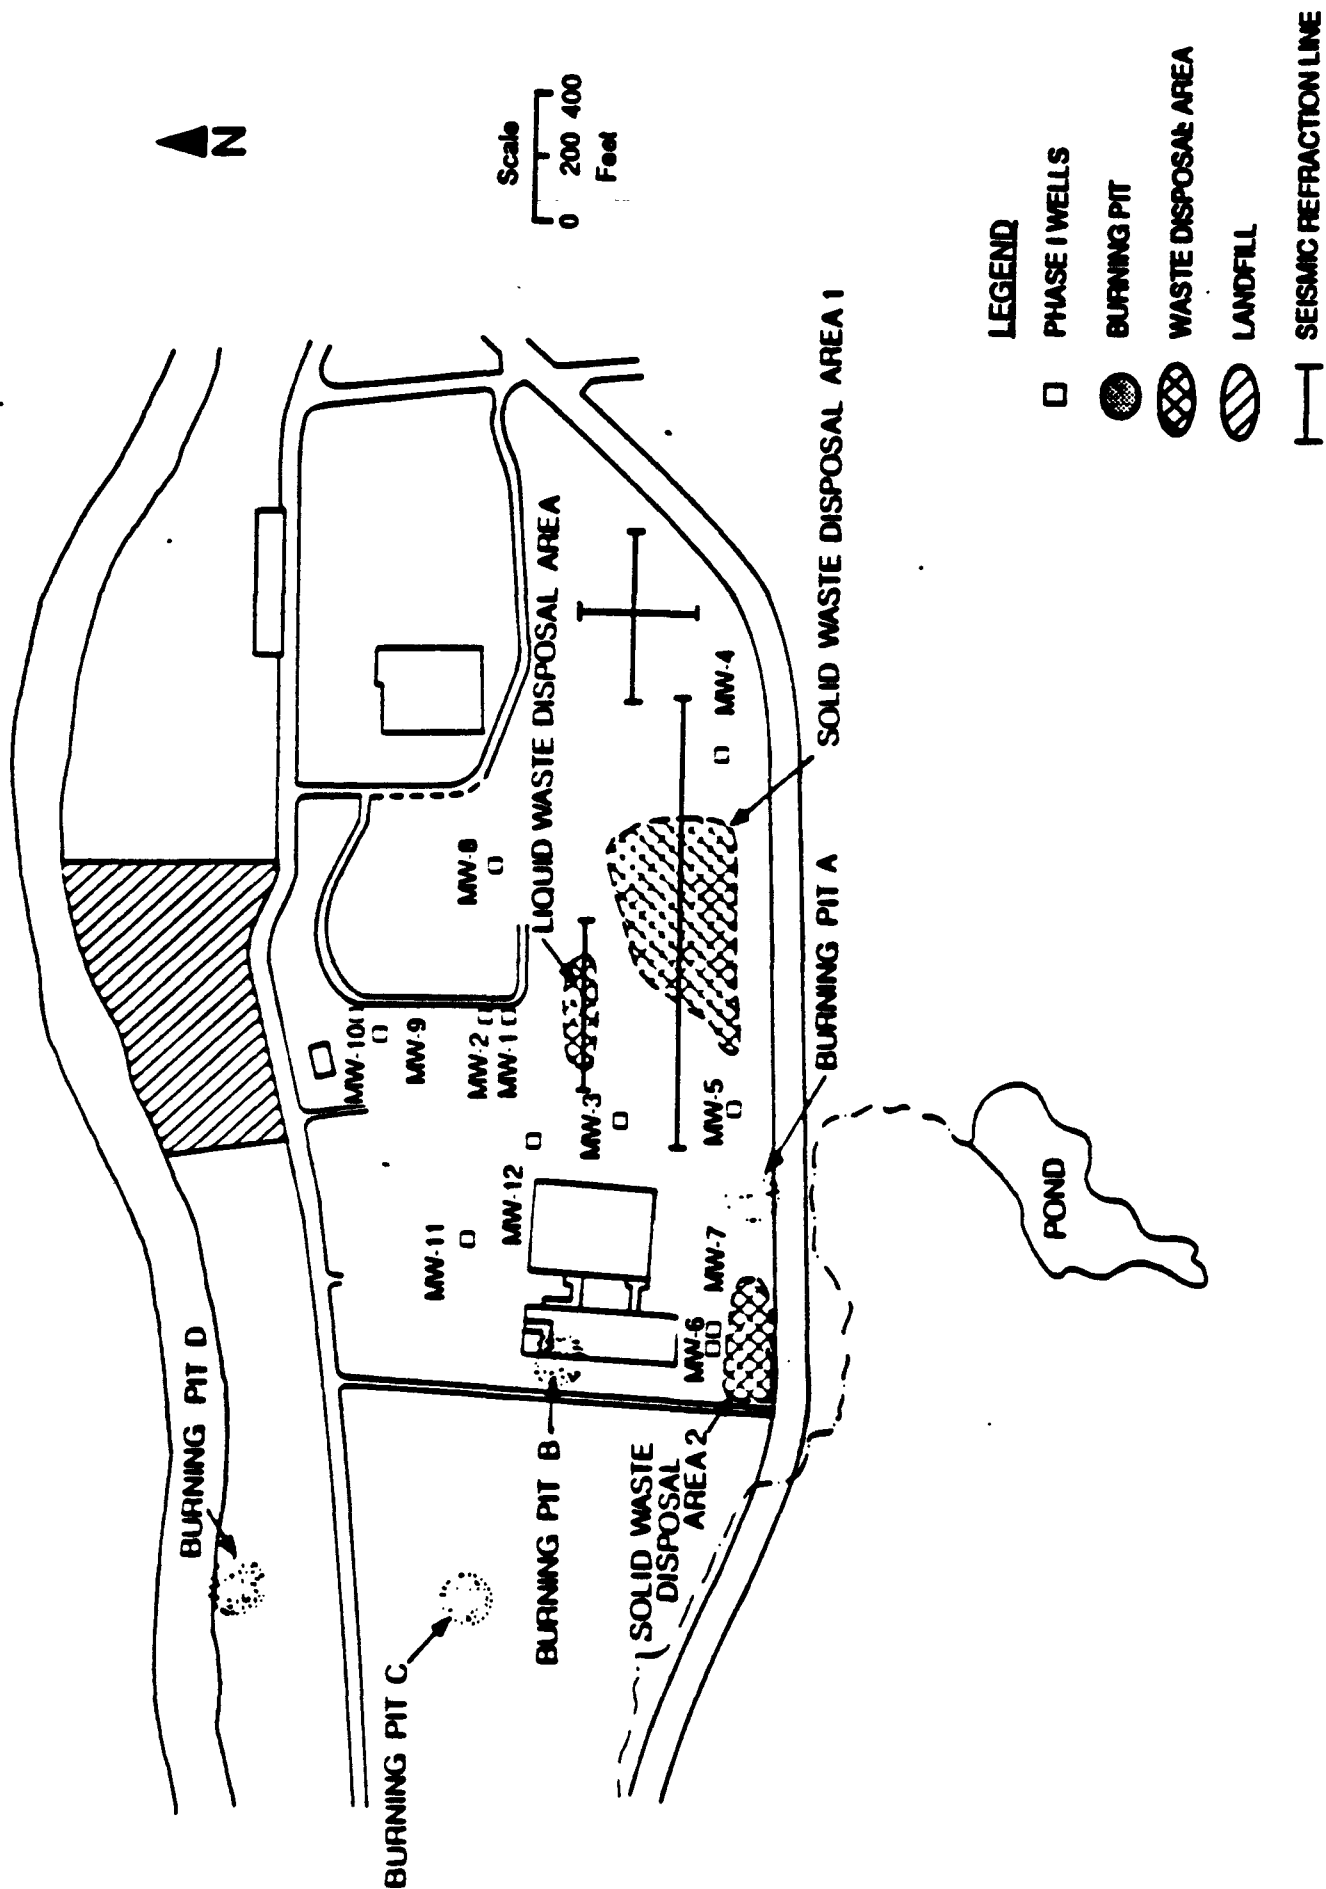 N
Scale
0 200 400
Feet
BURNING PIT D
BURNING PIT C
BURNING PIT B
SOLID WASTE
DISPOSAL
AREA 2
MW-10
MW-9
MW-2
MW-1
MW-8
LIQUID WASTE DISPOSAL AREA
MW-11
MW-12
MW-3
MW-6
MW-7
MW-5
MW-4
BURNING PIT A
SOLID WASTE DISPOSAL AREA 1
POND
LEGEND
PHASE I WELLS
BURNING PIT
WASTE DISPOSAL AREA
LANDFILL
SEISMIC REFRACTION LINE